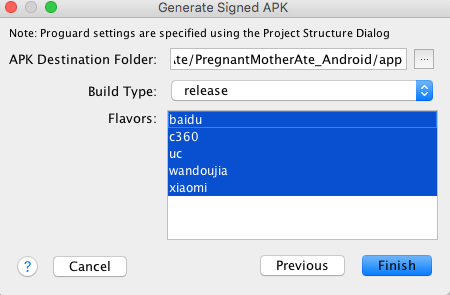 Generate Signed APK
Note: Proguard settings are specified using the Project Structure Dialog
APK Destination Folder: .te/PregnantMotherAte_Android/app ...
Build Type: release
Flavors: baidu
c360
uc
wandoujia
xiaomi
? Cancel Previous Finish